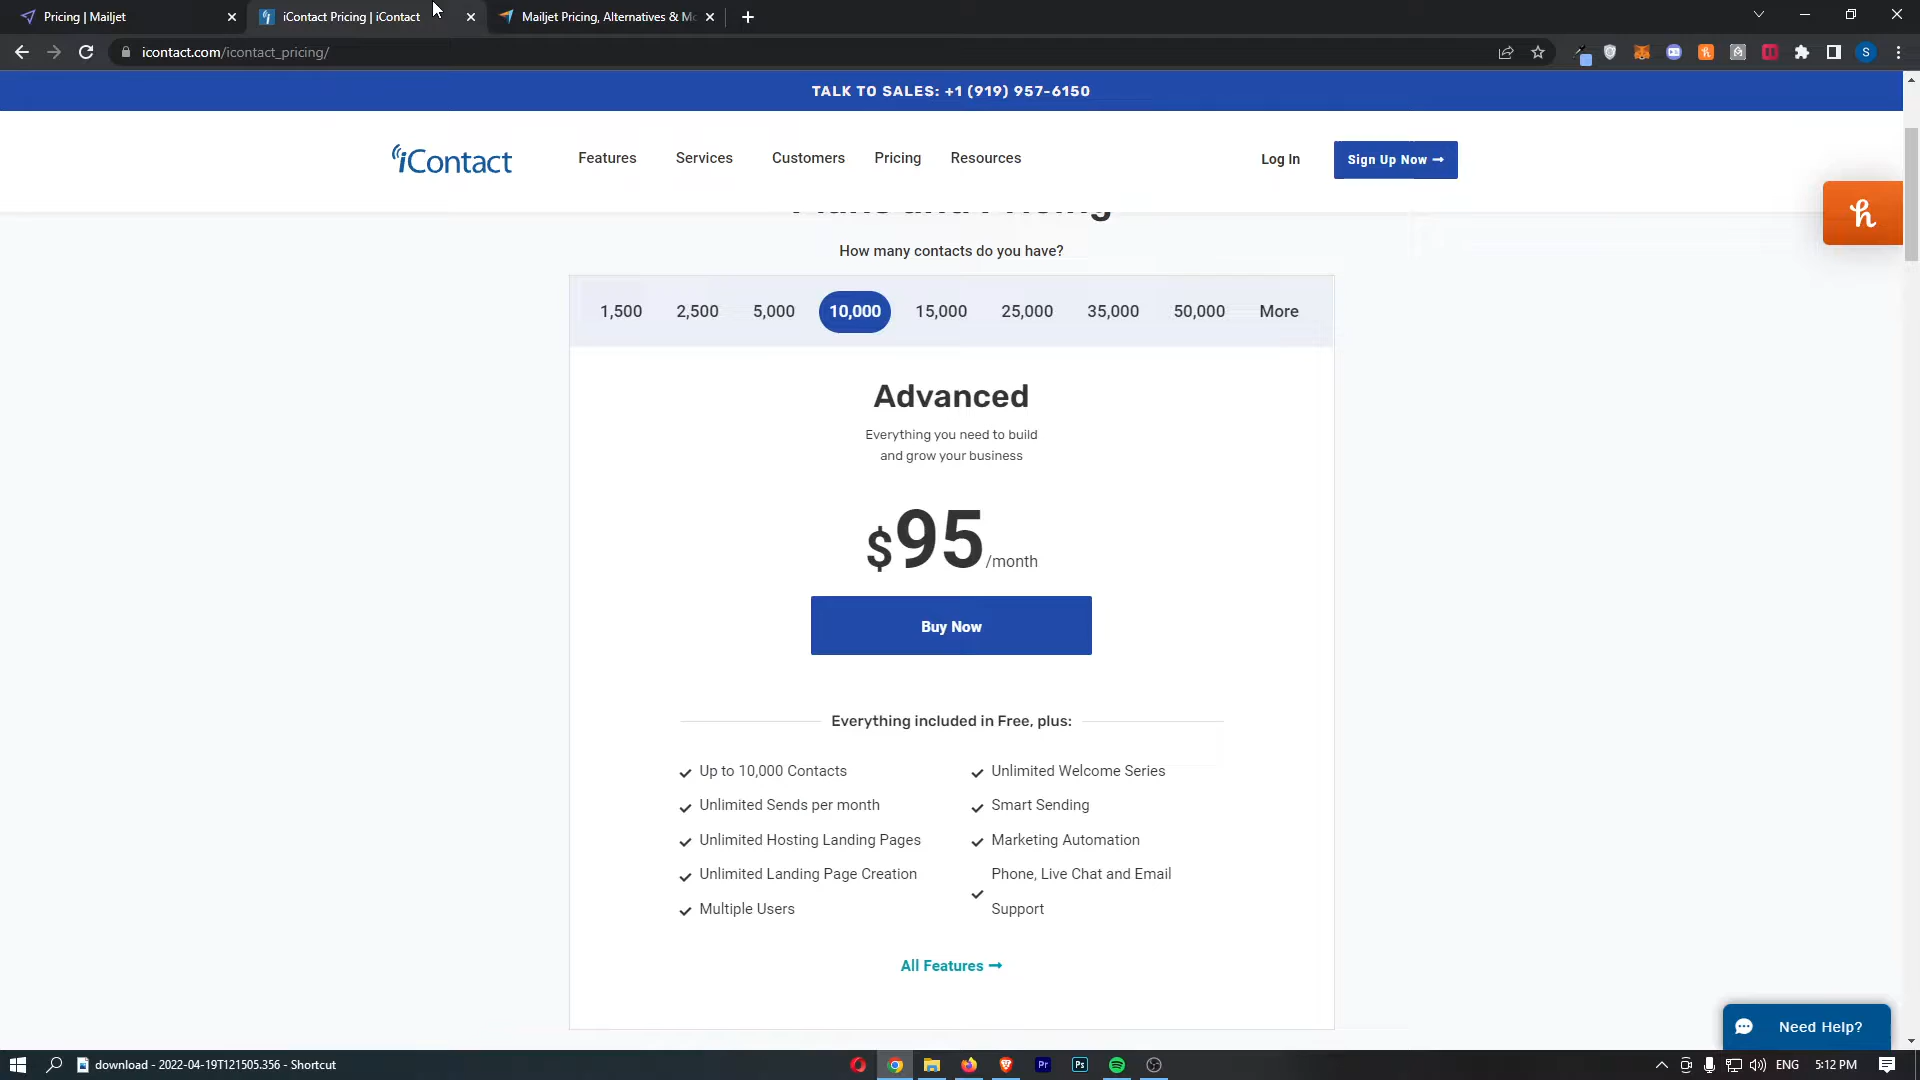 Pricing | Mailjet
iContact Pricing | iContact
Mailjet Pricing, Alternatives & Mo
icontact.com/icontact_pricing/
TALK TO SALES: +1 (919) 957-6150
iContact
Features
Services
Customers
Pricing
Resources
Log In
Sign Up Now
Plans and Pricing
How many contacts do you have?
1,500
2,500
5,000
10,000
15,000
25,000
35,000
50,000
More
Advanced
Everything you need to build
and grow your business
$95/month
Buy Now
Everything included in Free, plus:
Up to 10,000 Contacts
Unlimited Sends per month
Unlimited Hosting Landing Pages
Unlimited Landing Page Creation
Multiple Users
Unlimited Welcome Series
Smart Sending
Marketing Automation
Phone, Live Chat and Email
Support
All Features
Need Help?
download - 2022-04-19T121505.356 - Shortcut
Pr
Ps
ENG
5:12 PM
S
h